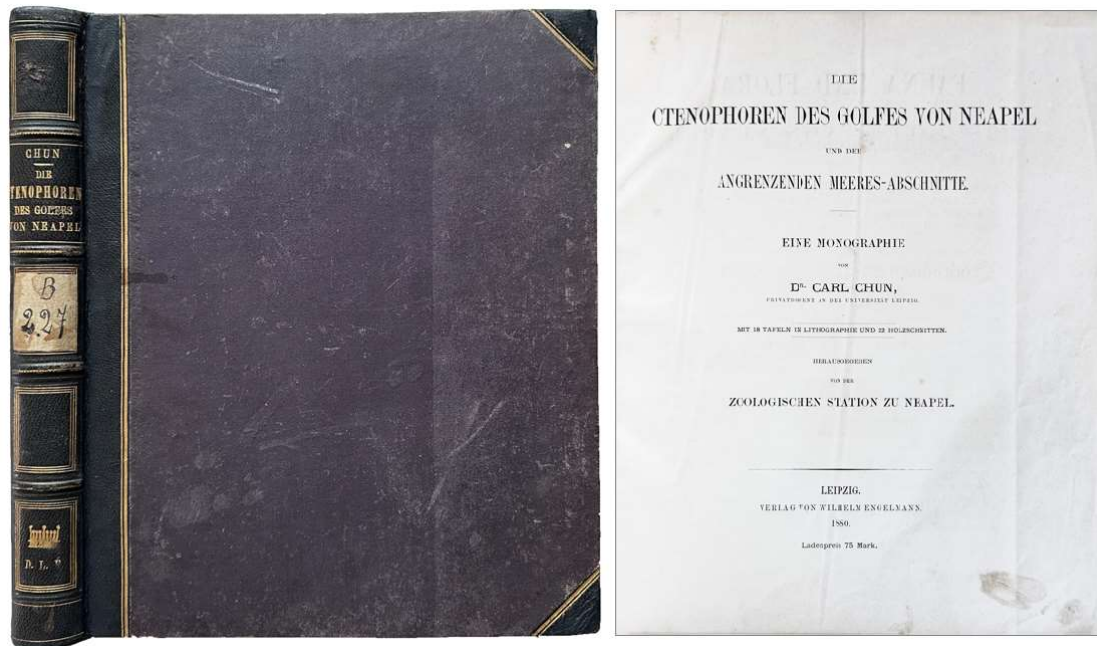 CHUN
DIE
CTENOPHOREN
DES GOLFES
VON NEAPEL
B
2.27
D. L. V
DIE
CTENOPHOREN DES GOLFES VON NEAPEL
UND DER
ANGRENZENDEN MEERES-ABSCHNITTE.
EINE MONOGRAPHIE
VON
DR. CARL CHUN,
PRIVATDOCENT AN DER UNIVERSITÄT LEIPZIG.
MIT 18 TAFELN IN LITHOGRAPHIE UND 22 HOLZSCHNITTEN.
HERAUSGEGEBEN
VON DER
ZOOLOGISCHEN STATION ZU NEAPEL.
LEIPZIG.
VERLAG VON WILHELM ENGELMANN.
1880.
Ladenpreis 75 Mark.